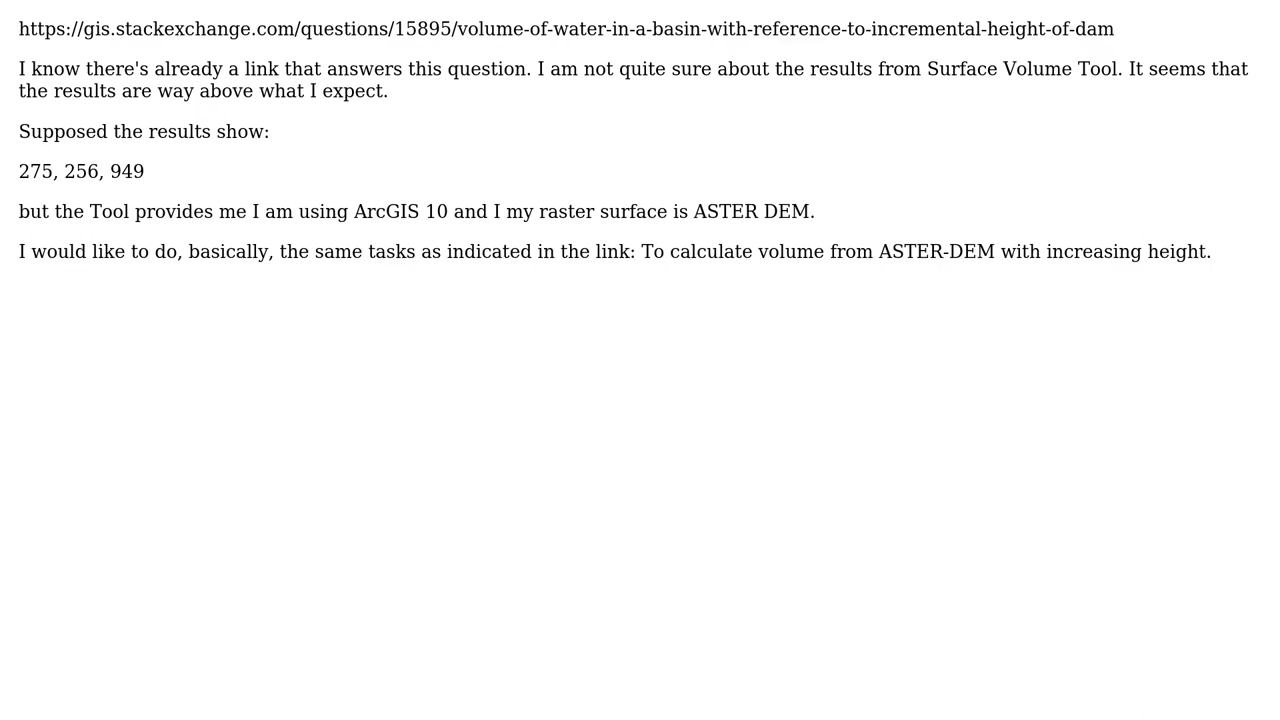 https://gis.stackexchange.com/questions/15895/volume-of-water-in-a-basin-with-reference-to-incremental-height-of-dam
I know there's already a link that answers this question. I am not quite sure about the results from Surface Volume Tool. It seems that
the results are way above what I expect.
Supposed the results show:
275, 256, 949
but the Tool provides me I am using ArcGIS 10 and I my raster surface is ASTER DEM.
I would like to do, basically, the same tasks as indicated in the link: To calculate volume from ASTER-DEM with increasing height.